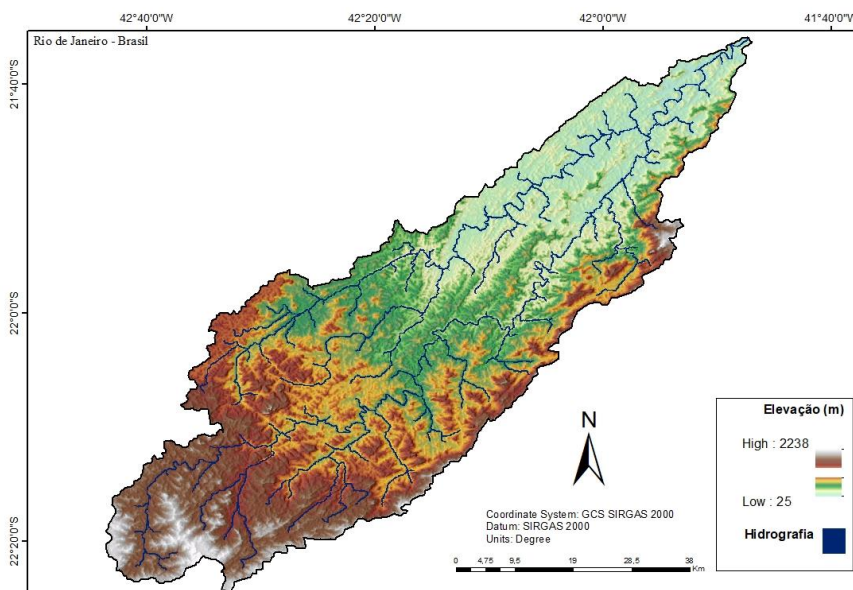 42°40'0"W
42°20'0"W
42°0'0"W
41°40'0"W
Rio de Janeiro - Brasil
21°40'0"S
22°0'0"S
22°20'0"S
N
Coordinate System: GCS SIRGAS 2000
Datum: SIRGAS 2000
Units: Degree
0 4,75 9,5 19 28,5 38
Km
Elevação (m)
High : 2238
Low : 25
Hidrografia